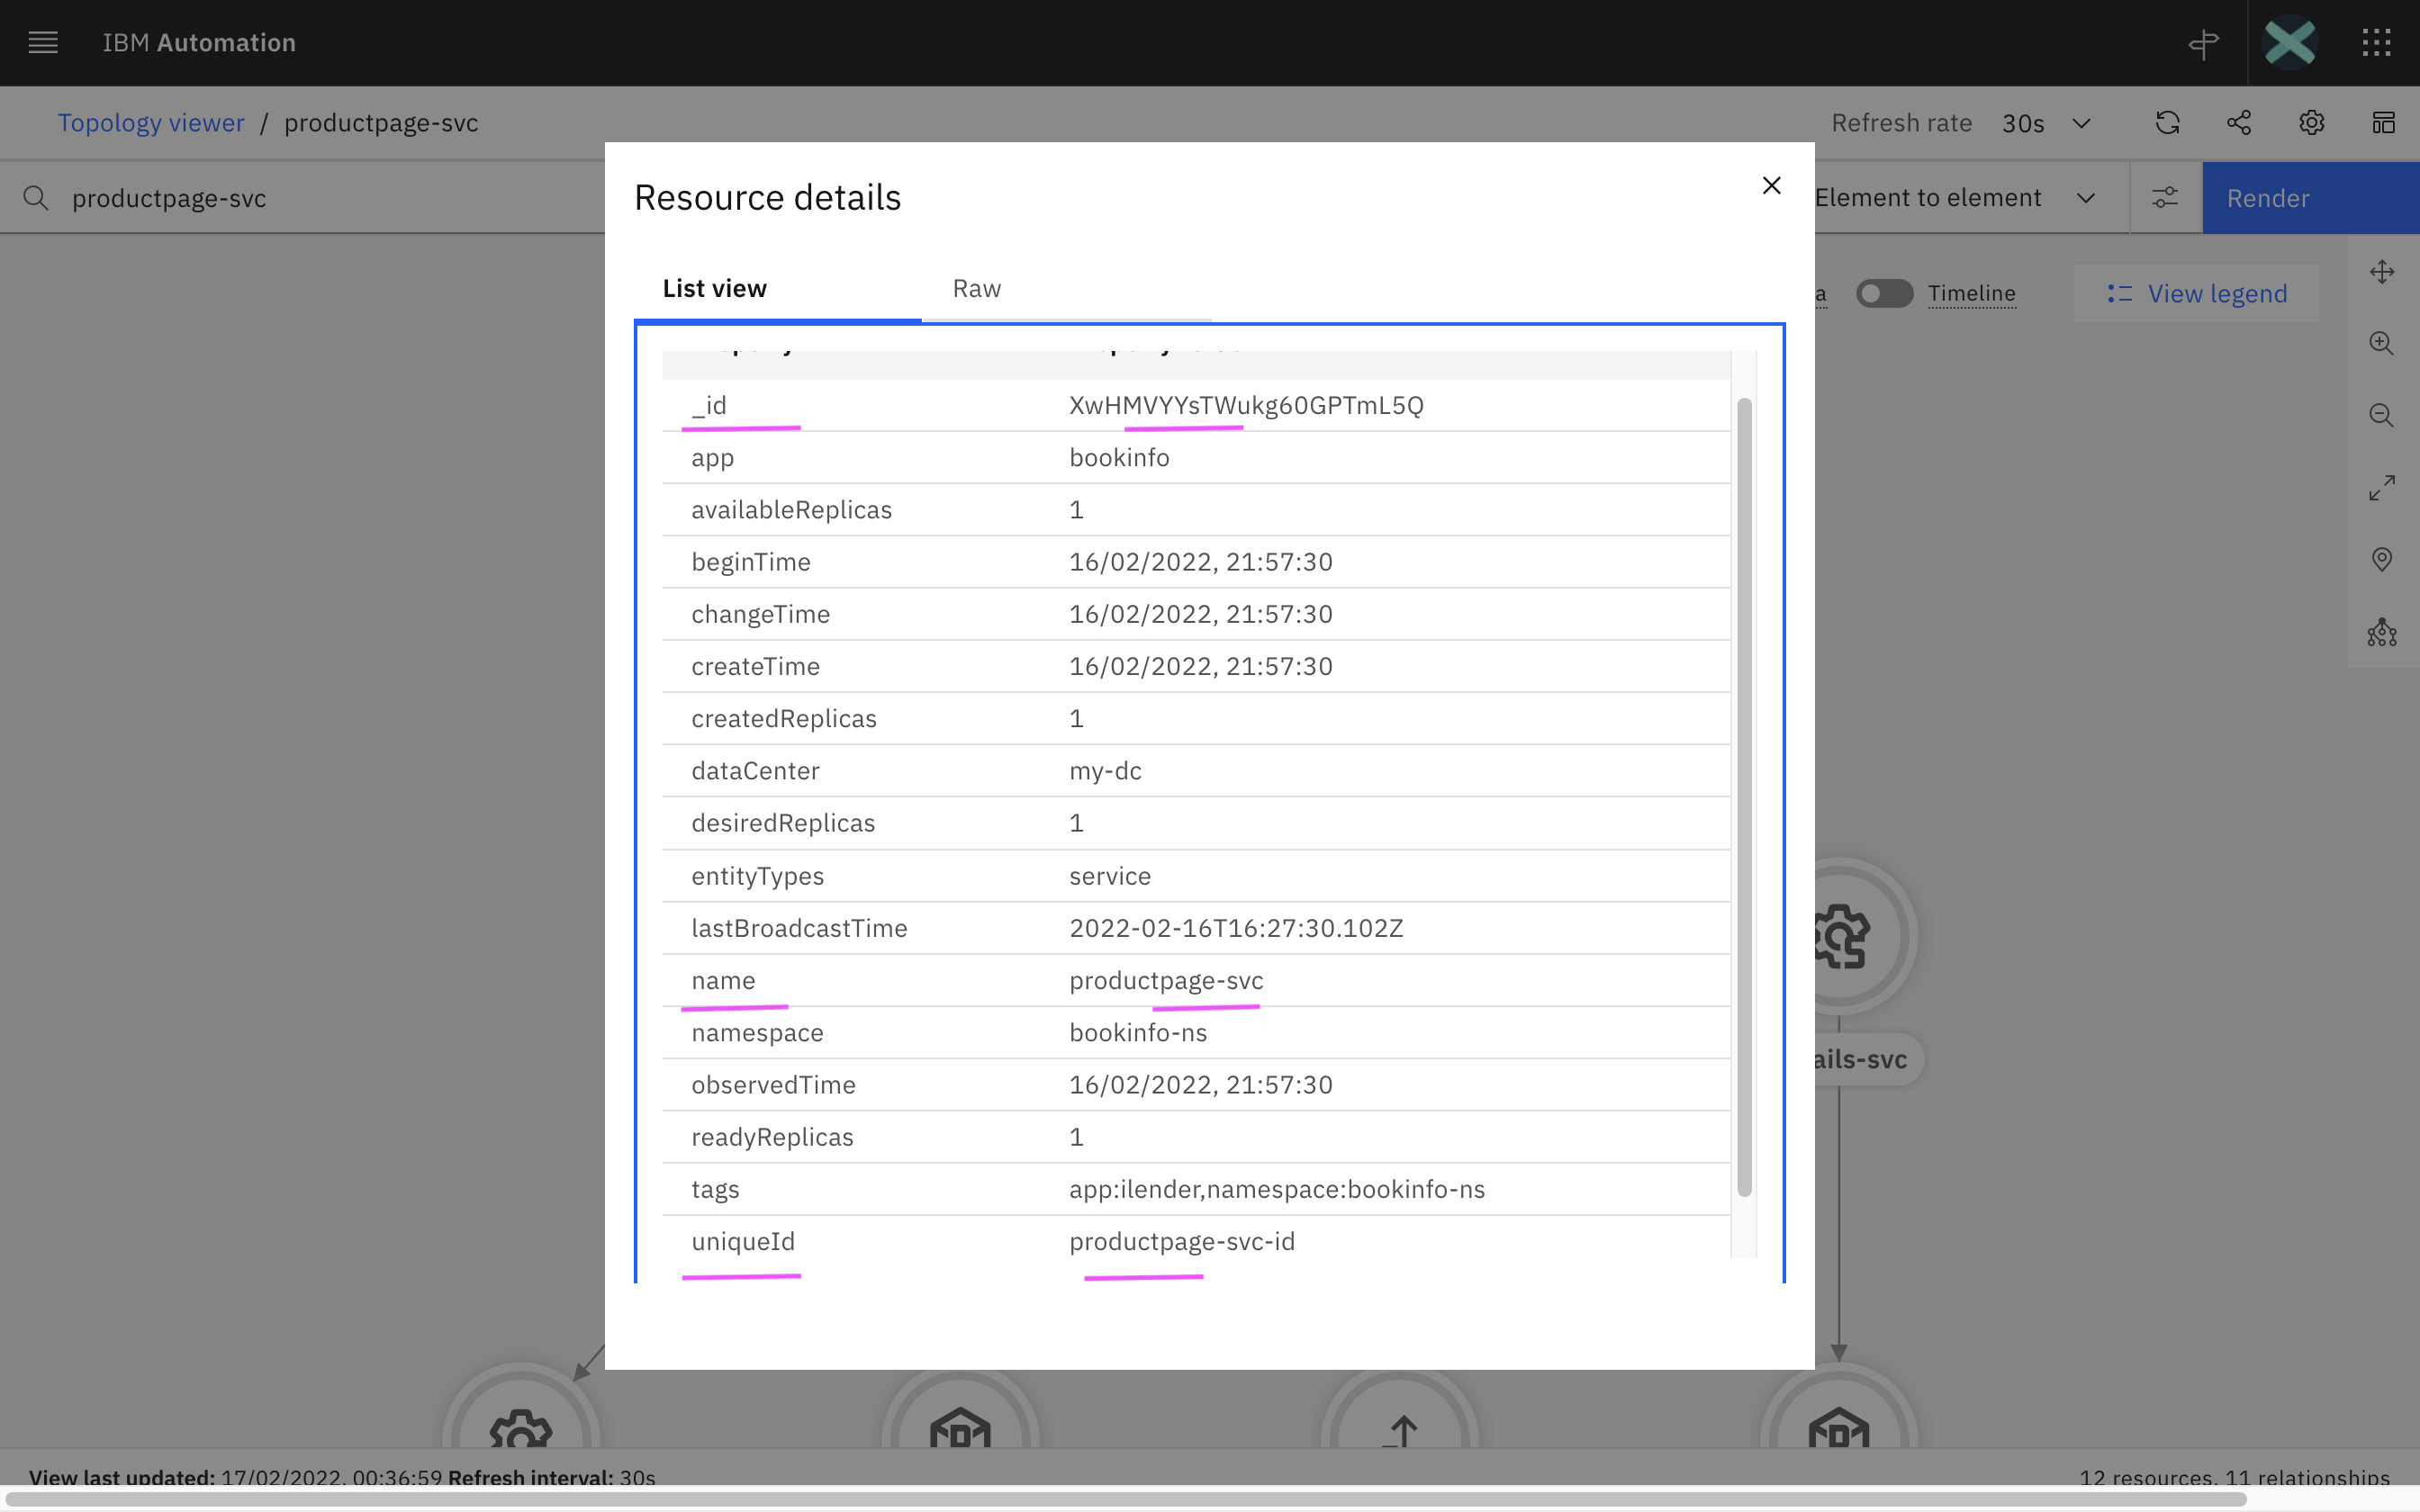 IBM Automation
Topology viewer / productpage-svc
Refresh rate 30s
productpage-svc
Element to element
Render
Resource details
List view Raw
a Timeline
View legend
_id XwHMVYYsTWukg60GPTmL5Q
app bookinfo
availableReplicas 1
beginTime 16/02/2022, 21:57:30
changeTime 16/02/2022, 21:57:30
createTime 16/02/2022, 21:57:30
createdReplicas 1
dataCenter my-dc
desiredReplicas 1
entityTypes service
lastBroadcastTime 2022-02-16T16:27:30.102Z
name productpage-svc
namespace bookinfo-ns
observedTime 16/02/2022, 21:57:30
readyReplicas 1
tags app:ilender,namespace:bookinfo-ns
uniqueId productpage-svc-id
ails-svc
View last updated: 17/02/2022, 00:36:59 Refresh interval: 30s
12 resources, 11 relationships